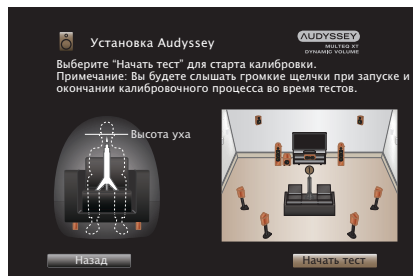 Установка Audyssey
AUDYSSEY
MULTEQ XT
DYNAMIC VOLUME
Выберите “Начать тест” для старта калибровки.
Примечание: Вы будете слышать громкие щелчки при запуске и
окончании калибровочного процесса во время тестов.
Высота уха
Назад
Начать тест